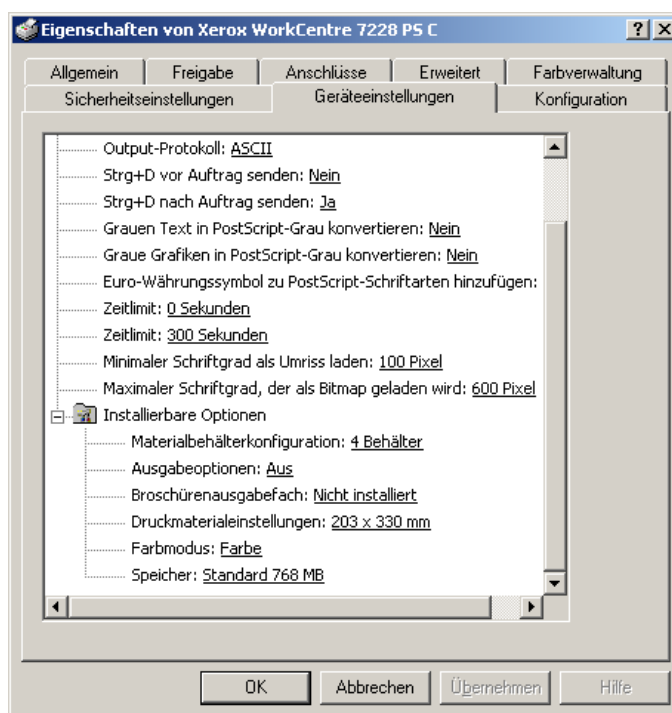 Eigenschaften von Xerox WorkCentre 7228 PS C
Allgemein
Freigabe
Anschlüsse
Erweitert
Farbverwaltung
Sicherheitseinstellungen
Geräteeinstellungen
Konfiguration
Output-Protokoll: ASCII
Strg+D vor Auftrag senden: Nein
Strg+D nach Auftrag senden: Ja
Grauen Text in PostScript-Grau konvertieren: Nein
Graue Grafiken in PostScript-Grau konvertieren: Nein
Euro-Währungssymbol zu PostScript-Schriftarten hinzufügen:
Zeitlimit: 0 Sekunden
Zeitlimit: 300 Sekunden
Minimaler Schriftgrad als Umriss laden: 100 Pixel
Maximaler Schriftgrad, der als Bitmap geladen wird: 600 Pixel
Installierbare Optionen
Materialbehälterkonfiguration: 4 Behälter
Ausgabeoptionen: Aus
Broschürenausgabefach: Nicht installiert
Druckmaterialeinstellungen: 203 x 330 mm
Farbmodus: Farbe
Speicher: Standard 768 MB
OK
Abbrechen
Übernehmen
Hilfe